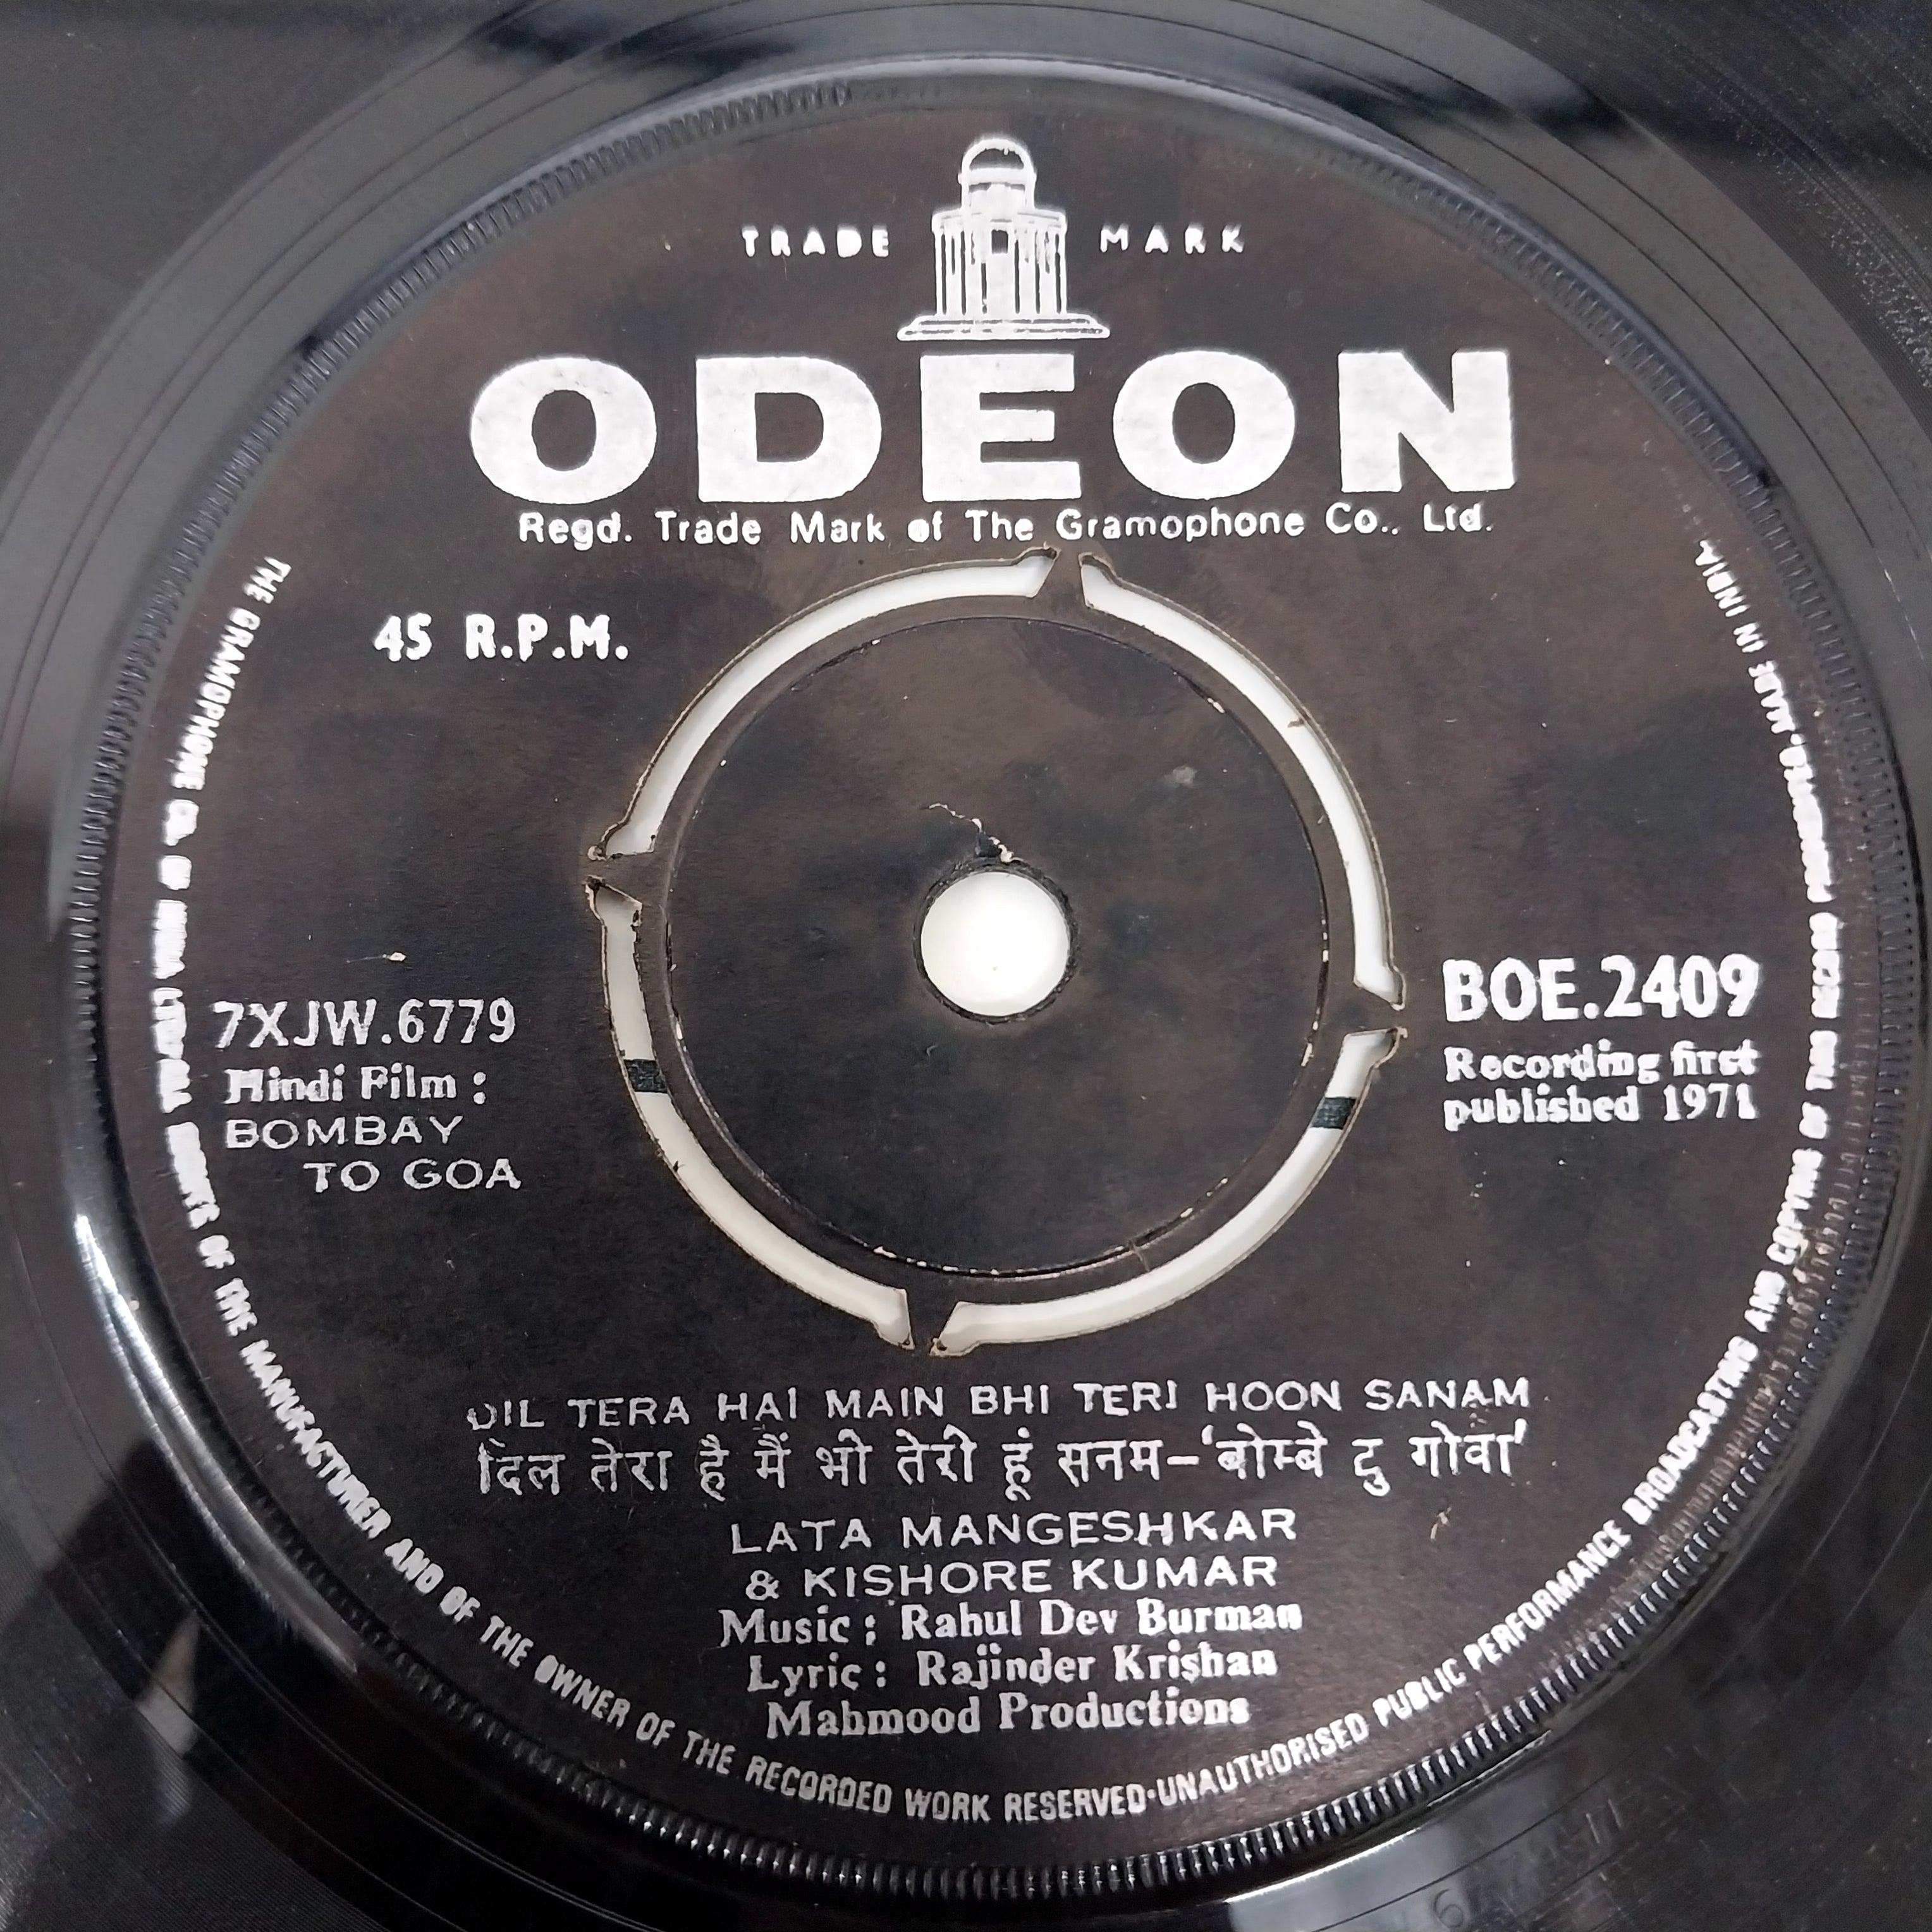 TRADE MARK
ODEON
Regd. Trade Mark of The Gramophone Co., Ltd.
45 R.P.M.
7XJW.6779
Hindi Film :
BOMBAY
TO GOA
BOE.2409
Recording first
published 1971
DIL TERA HAI MAIN BHI TERI HOON SANAM
दिल तेरा है मैं भी तेरी हूं सनम-'बोम्बे टु गोवा'
LATA MANGESHKAR
& KISHORE KUMAR
Music : Rahul Dev Burman
Lyric : Rajinder Krishan
Mahmood Productions
THE GRAMOPHONE CO. OF INDIA OF THE MANUFACTURER AND OF THE OWNER OF THE RECORDED WORK RESERVED·UNAUTHORISED PUBLIC PERFORMANCE BROADCASTING AND COPYING OF THIS RECORD PROHIBITED. MADE IN INDIA